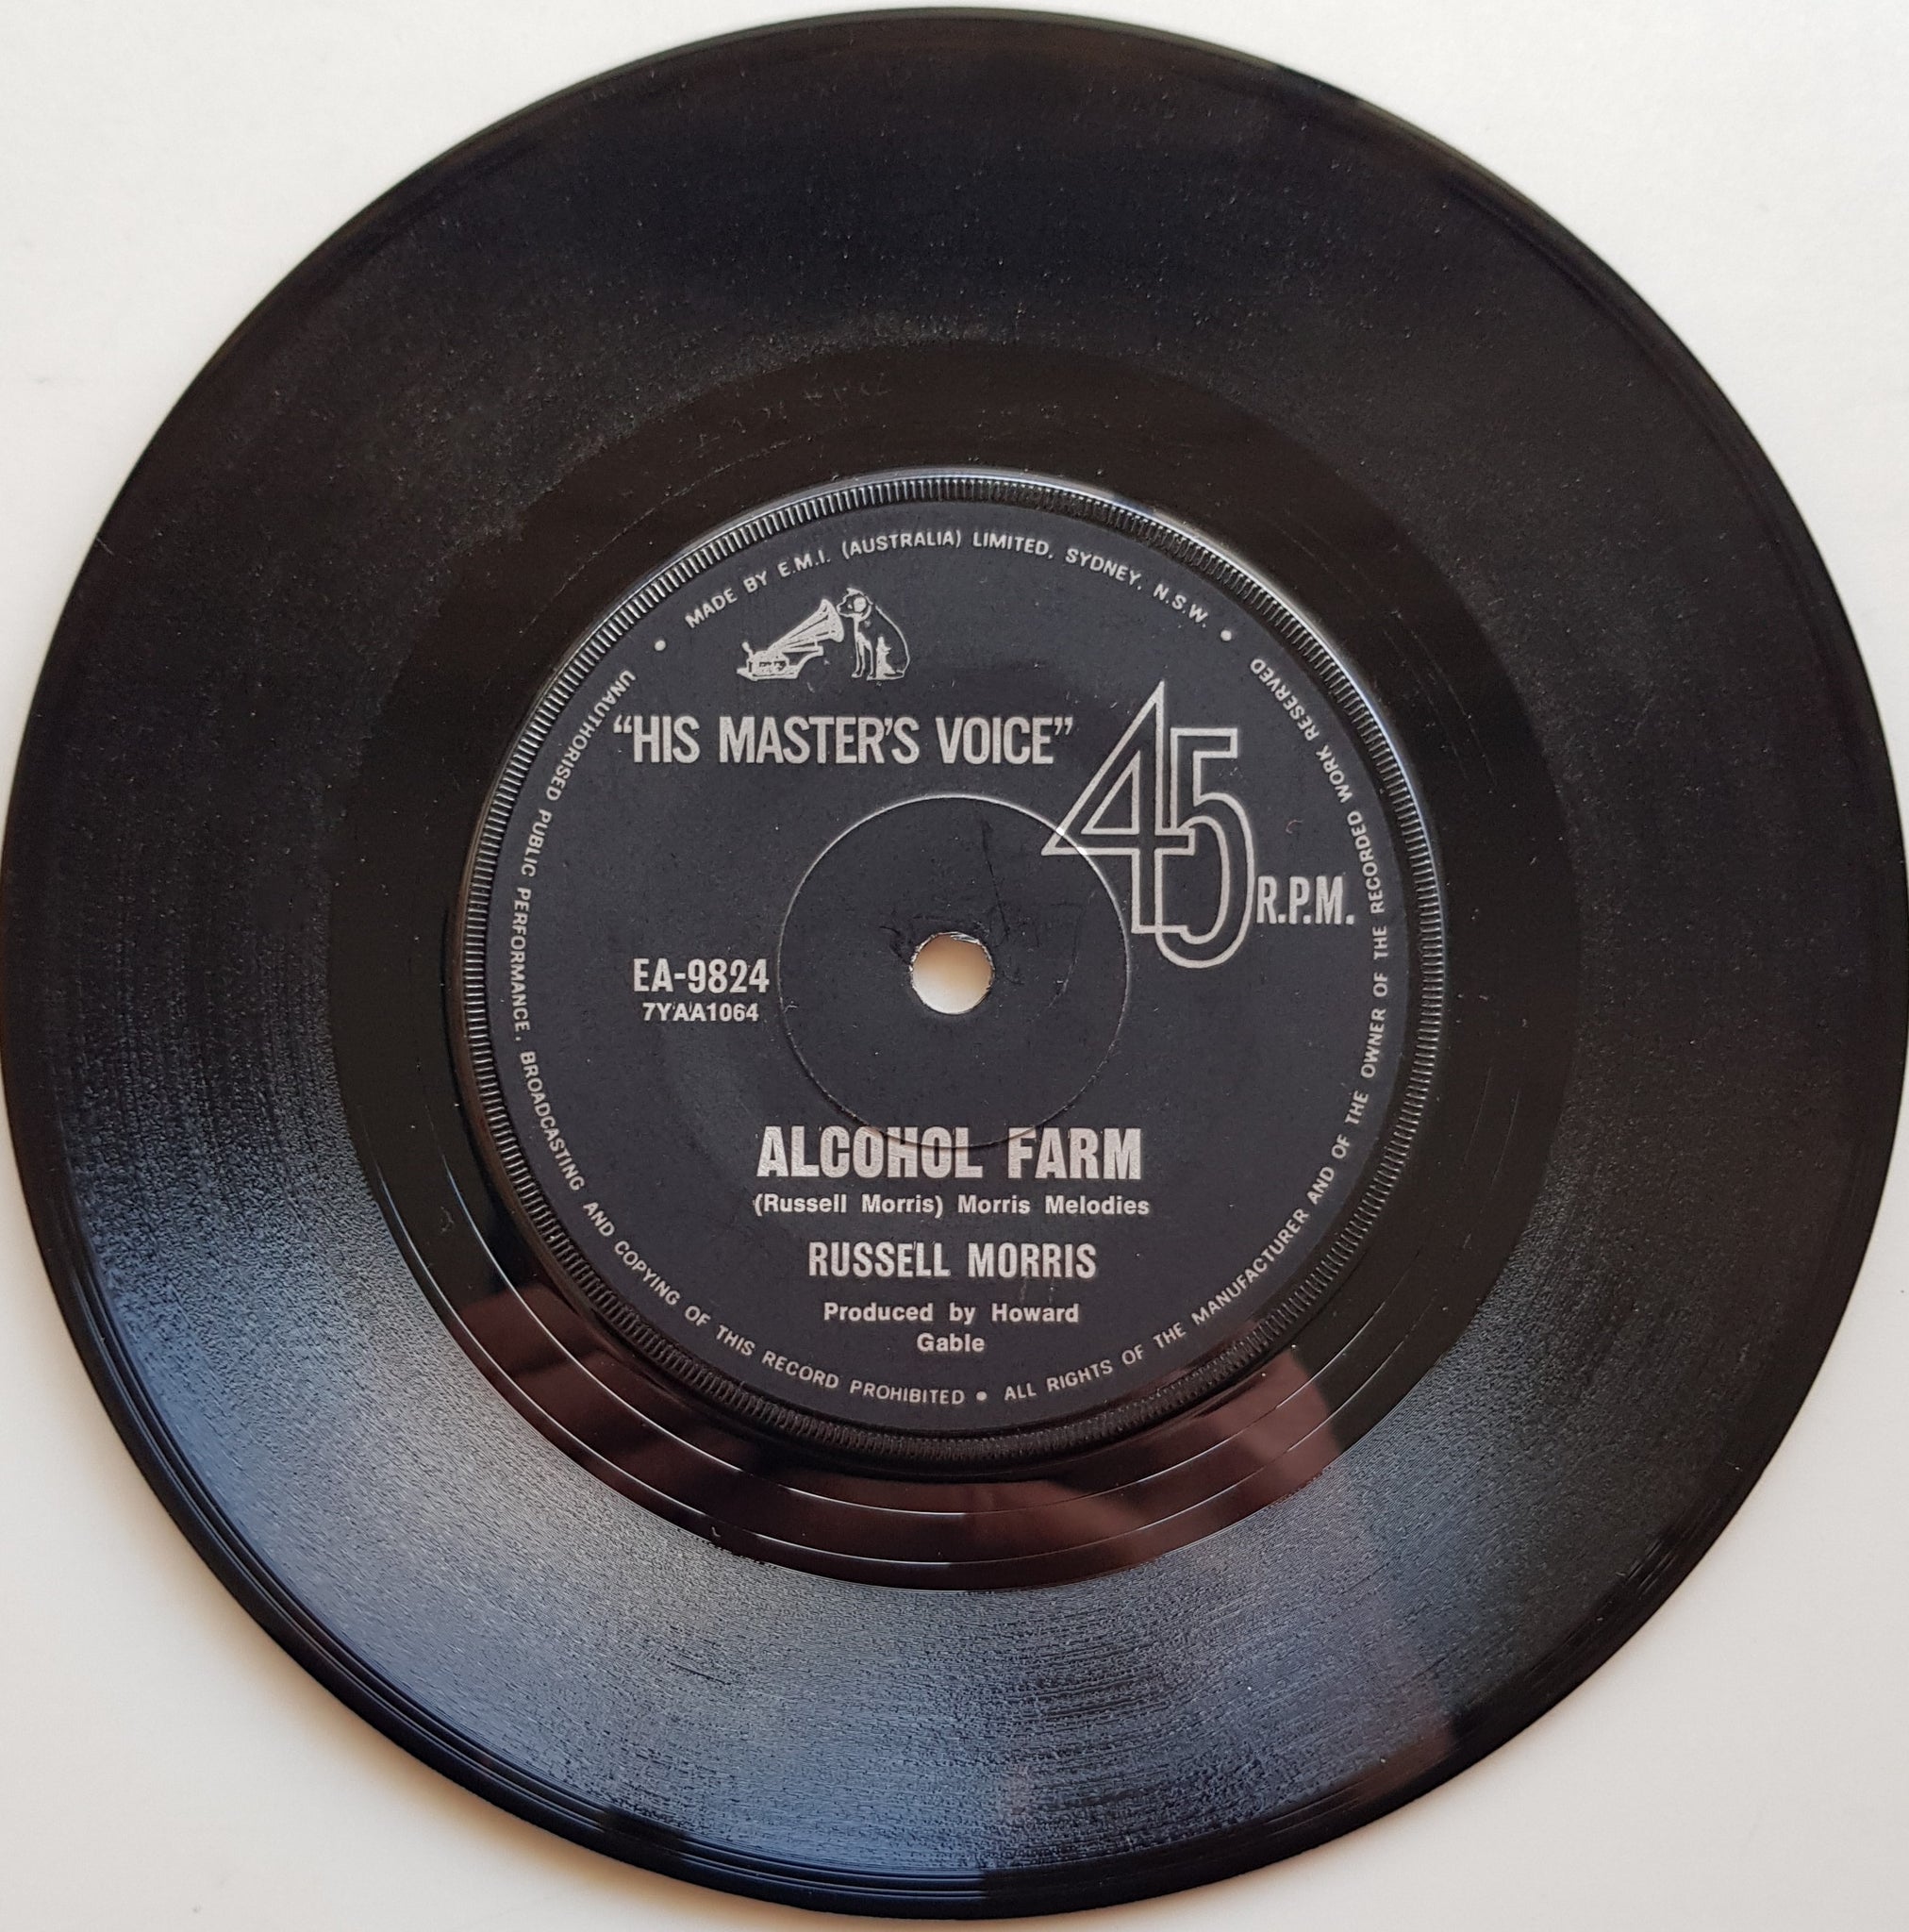 MADE BY E.M.I. (AUSTRALIA) LIMITED, SYDNEY, N.S.W.
"HIS MASTER'S VOICE"
45 R.P.M.
EA-9824
7YAA1064
ALCOHOL FARM
(Russell Morris) Morris Melodies
RUSSELL MORRIS
Produced by Howard
Gable
UNAUTHORISED PUBLIC PERFORMANCE, BROADCASTING AND COPYING OF THIS RECORD PROHIBITED • ALL RIGHTS OF THE MANUFACTURER AND OF THE OWNER OF THE RECORDED WORK RESERVED